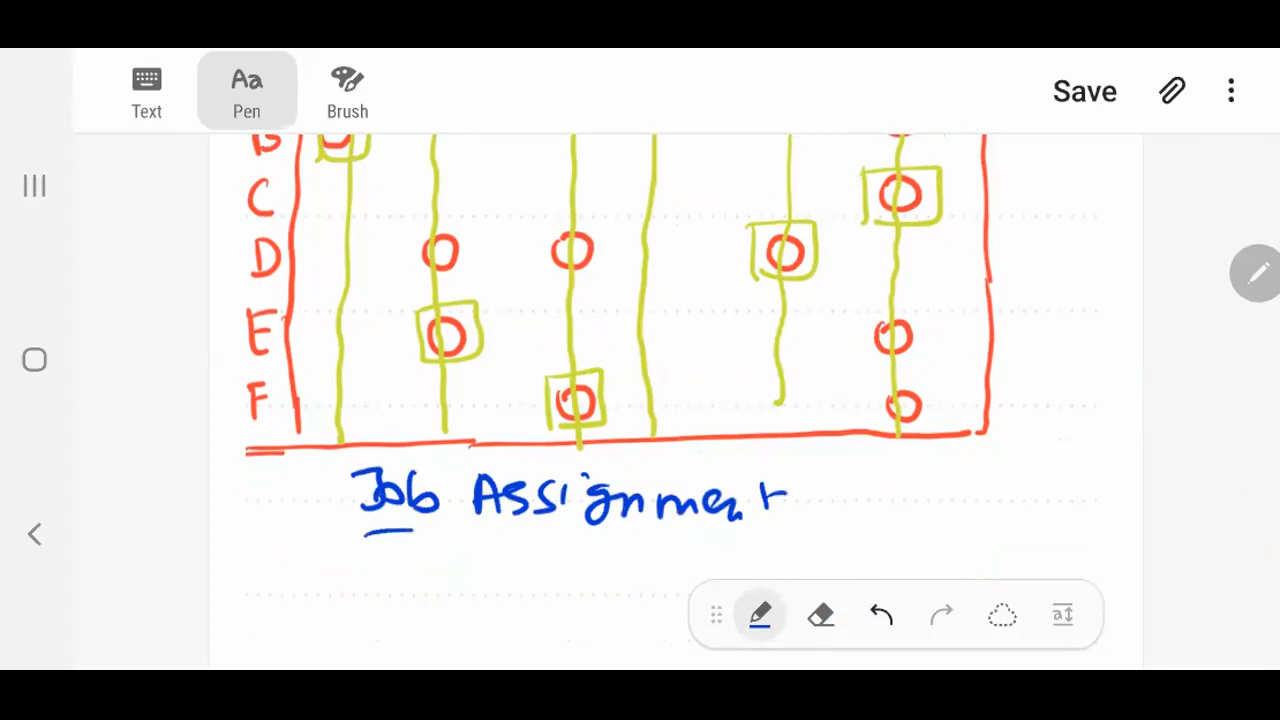 Text
Pen
Brush
Save
B
C
D O O O
E O O
F O O
Job Assignment